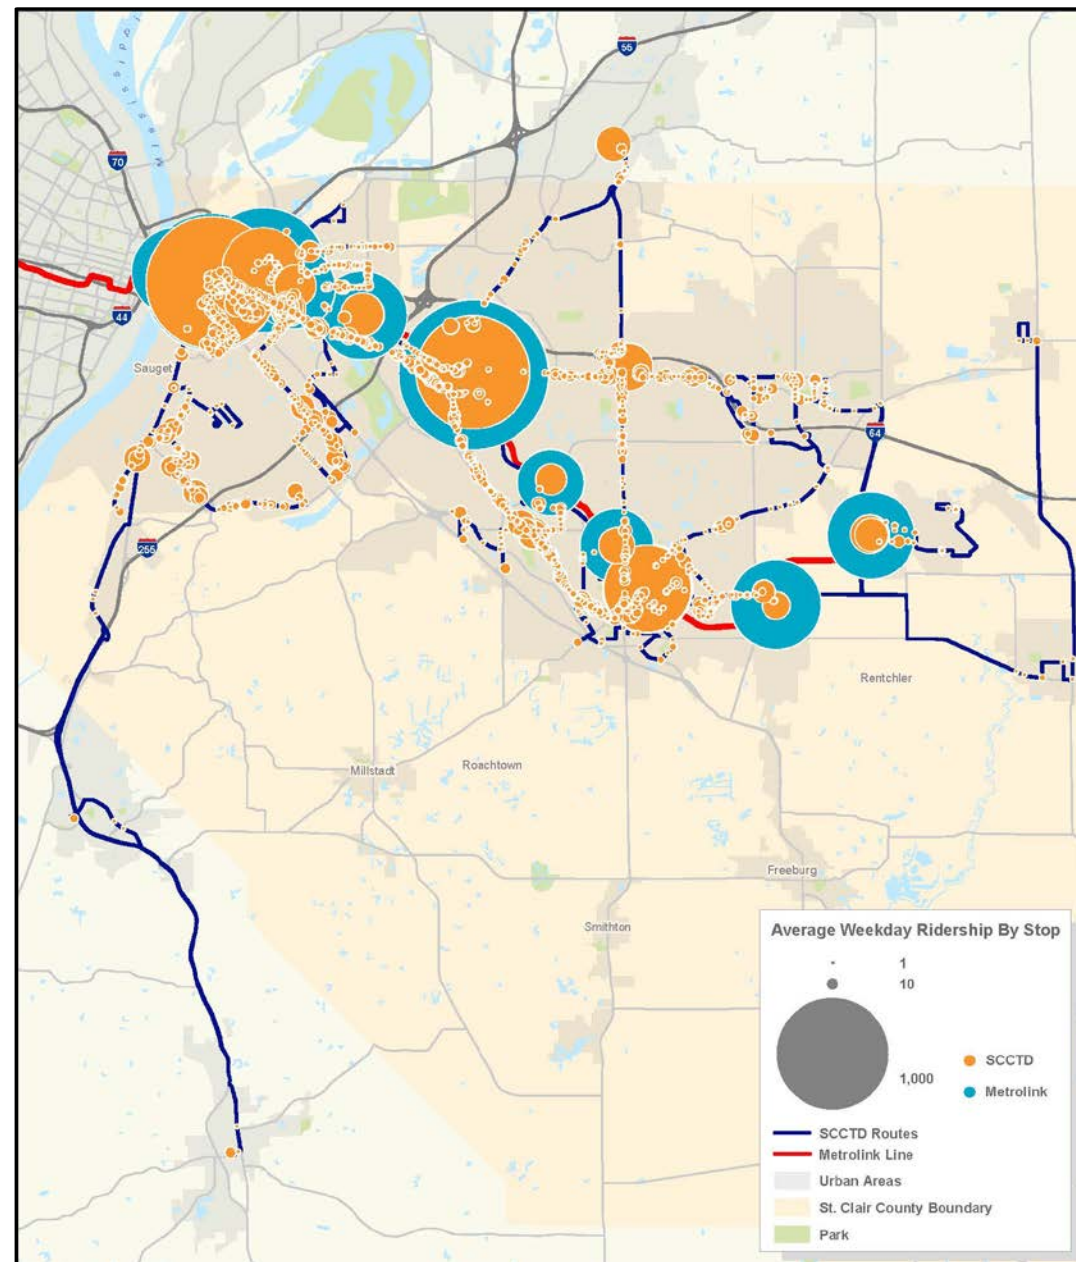 Mississippi
55
70
44
Sauget
64
255
Rentchler
Millstadt
Roachtown
Freeburg
Smithton
Average Weekday Ridership By Stop
1
10
1,000
SCCTD
Metrolink
SCCTD Routes
Metrolink Line
Urban Areas
St. Clair County Boundary
Park